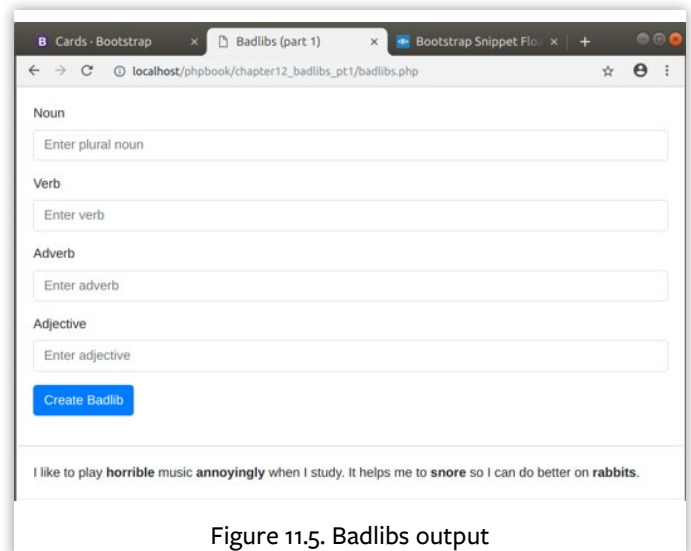 B Cards · Bootstrap × Badlibs (part 1) × Bootstrap Snippet Flo × +
localhost/phpbook/chapter12_badlibs_pt1/badlibs.php
Noun
Enter plural noun
Verb
Enter verb
Adverb
Enter adverb
Adjective
Enter adjective
Create Badlib
I like to play horrible music annoyingly when I study. It helps me to snore so I can do better on rabbits.
Figure 11.5. Badlibs output